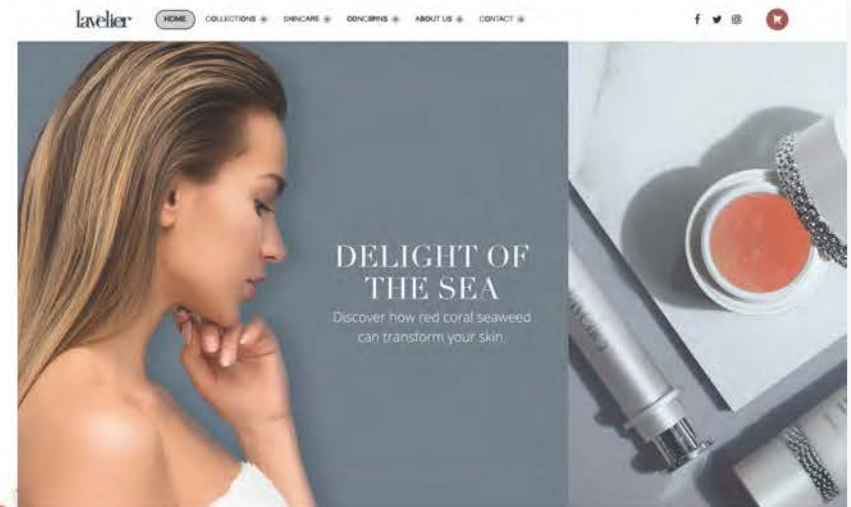 lavelier
HOME COLLECTIONS SKINCARE CONCERNS ABOUT US CONTACT
DELIGHT OF
THE SEA
Discover how red coral seaweed
can transform your skin